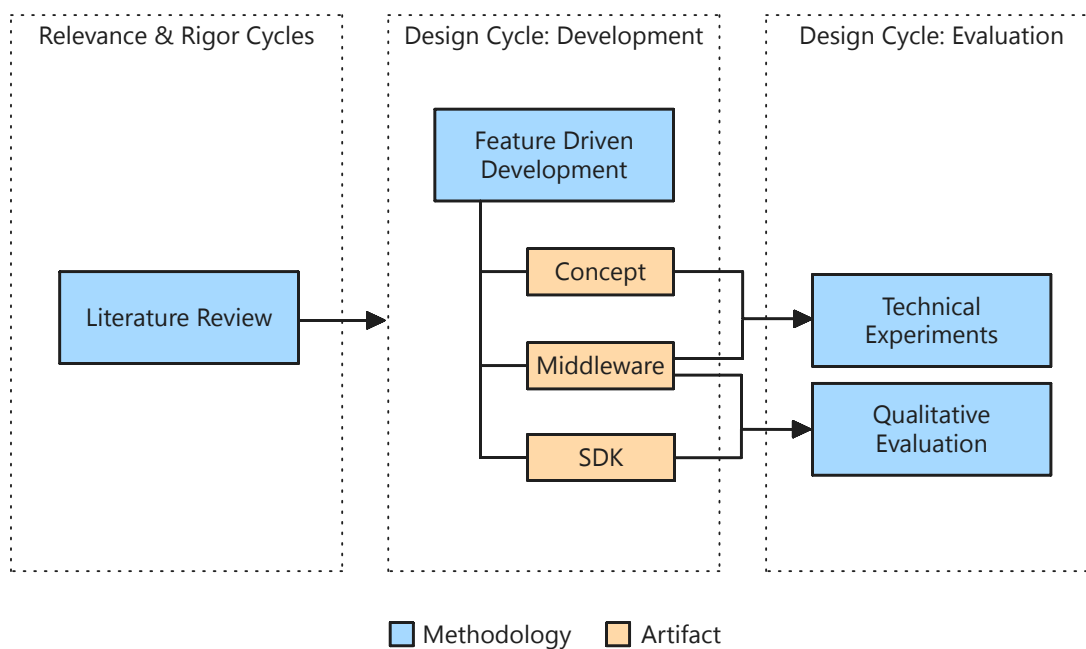 Relevance & Rigor Cycles
Design Cycle: Development
Design Cycle: Evaluation
Feature Driven
Development
Concept
Literature Review
Technical
Experiments
Middleware
Qualitative
Evaluation
SDK
Methodology
Artifact